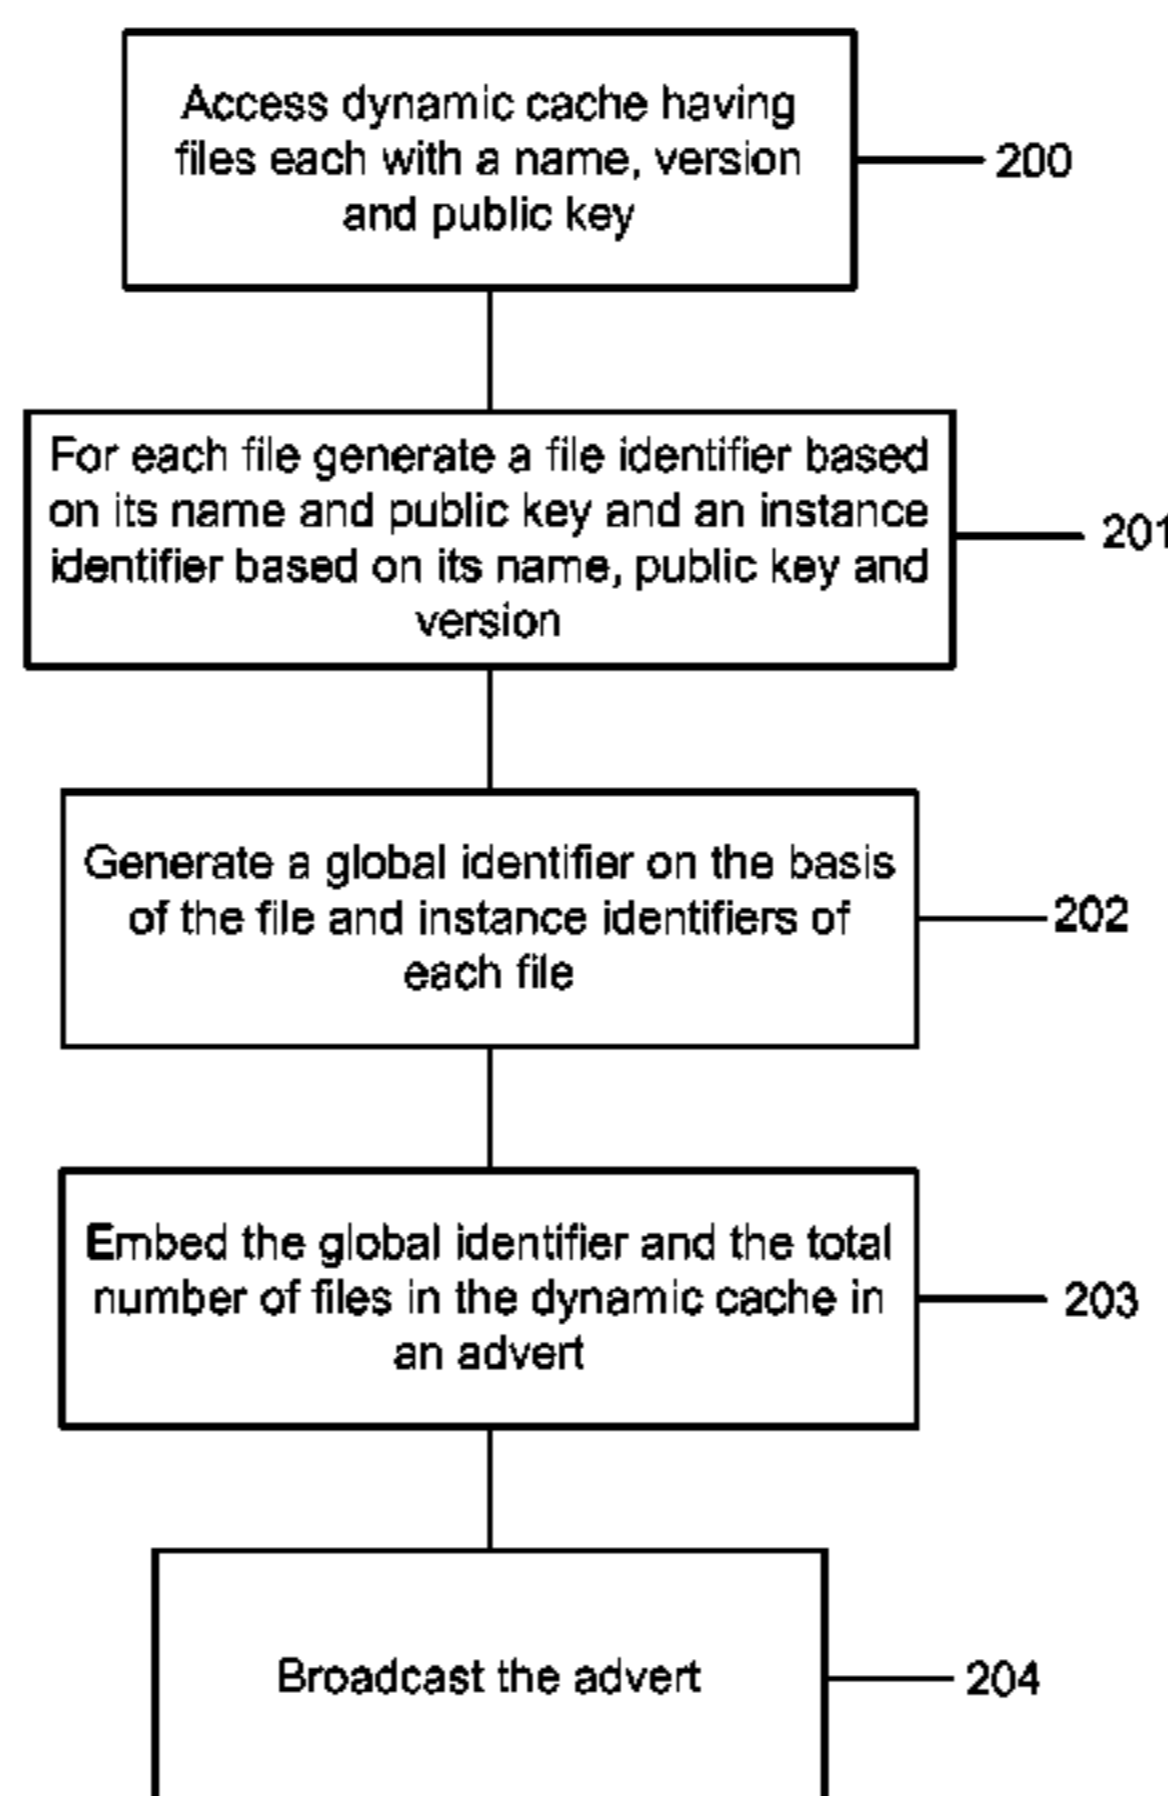 Access dynamic cache having
files each with a name, version
and public key
200
For each file generate a file identifier based
on its name and public key and an instance
identifier based on its name, public key and
version
201
Generate a global identifier on the basis
of the file and instance identifiers of
each file
202
Embed the global identifier and the total
number of files in the dynamic cache in
an advert
203
Broadcast the advert
204